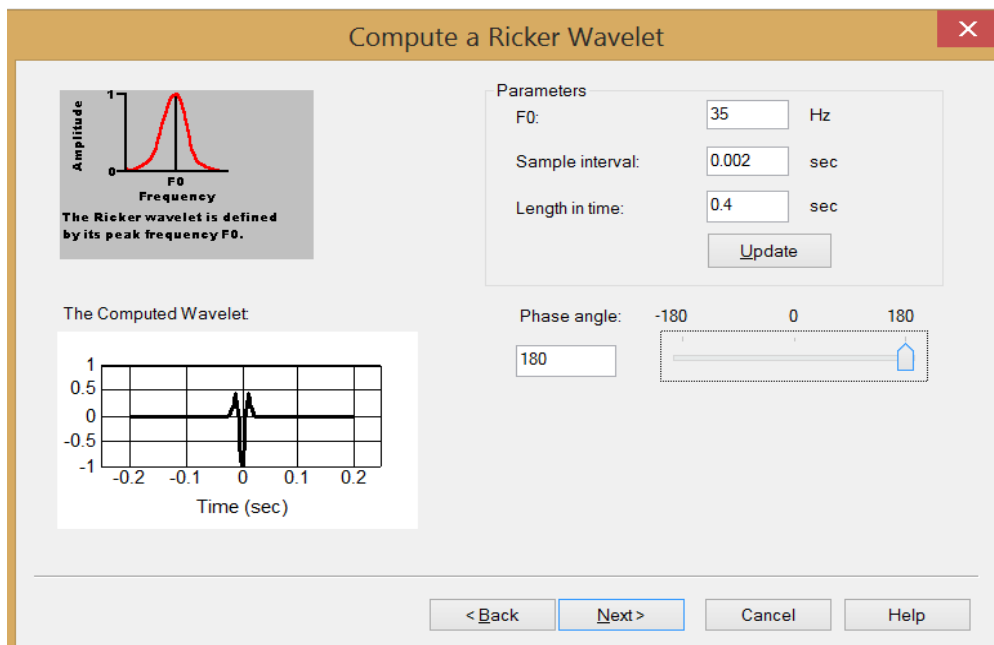 Compute a Ricker Wavelet
Amplitude
1
0
F0
Frequency
The Ricker wavelet is defined
by its peak frequency F0.
Parameters
F0: 35 Hz
Sample interval: 0.002 sec
Length in time: 0.4 sec
Update
The Computed Wavelet:
1
0.5
0
-0.5
-1
-0.2 -0.1 0 0.1 0.2
Time (sec)
Phase angle: -180 0 180
180
< Back Next > Cancel Help